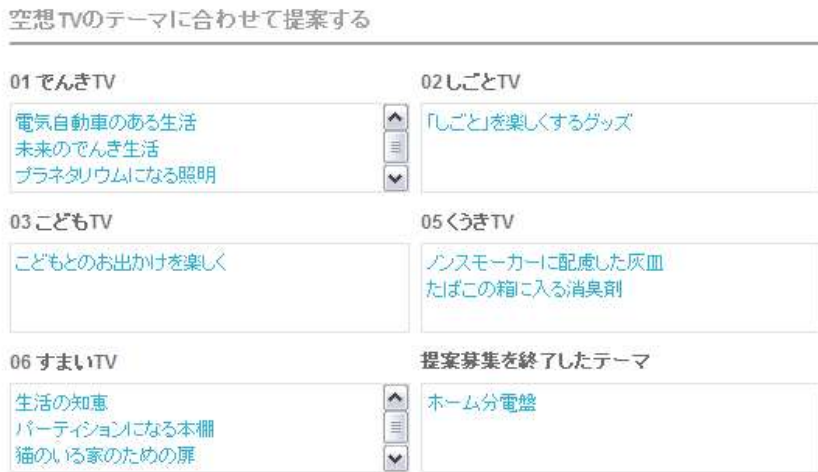 空想TVのテーマに合わせて提案する
01 でんきTV
電気自動車のある生活
未来のでんき生活
プラネタリウムになる照明
02 しごとTV
「しごと」を楽しくするグッズ
03 こどもTV
こどもとのお出かけを楽しく
05 くうきTV
ノンスモーカーに配慮した灰皿
たばこの箱に入る消臭剤
06 すまいTV
生活の知恵
パーティションになる本棚
猫のいる家のための扉
提案募集を終了したテーマ
ホーム分電盤